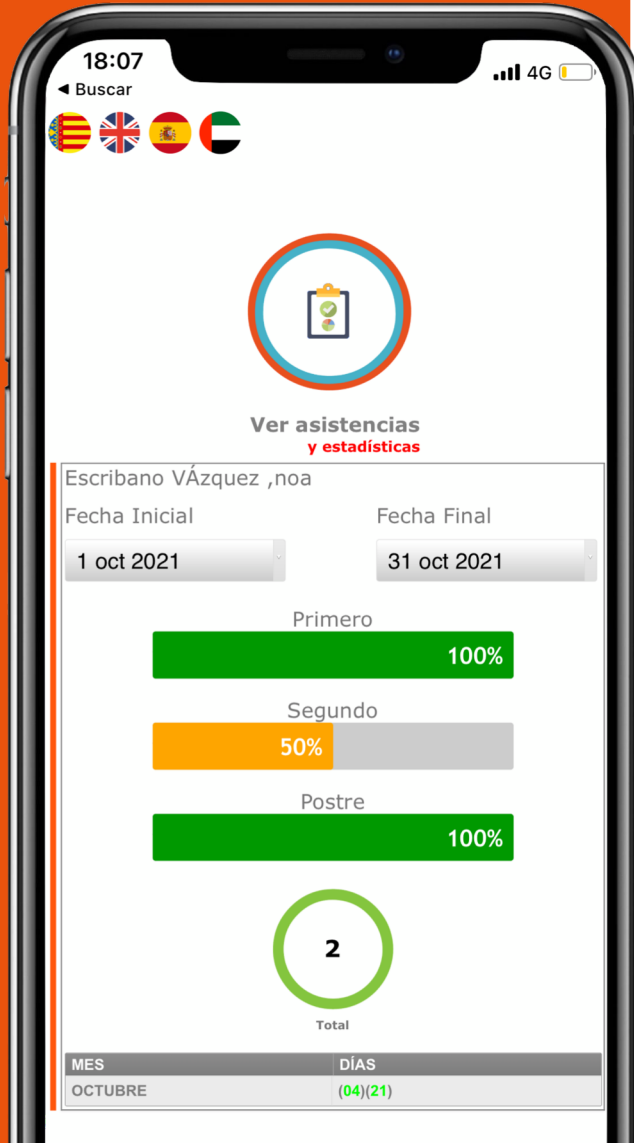 18:07
4G
◀ Buscar
Ver asistencias
y estadísticas
Escribano VÁzquez ,noa
Fecha Inicial Fecha Final
1 oct 2021 31 oct 2021
Primero
100%
Segundo
50%
Postre
100%
2
Total
MES DÍAS
OCTUBRE (04)(21)